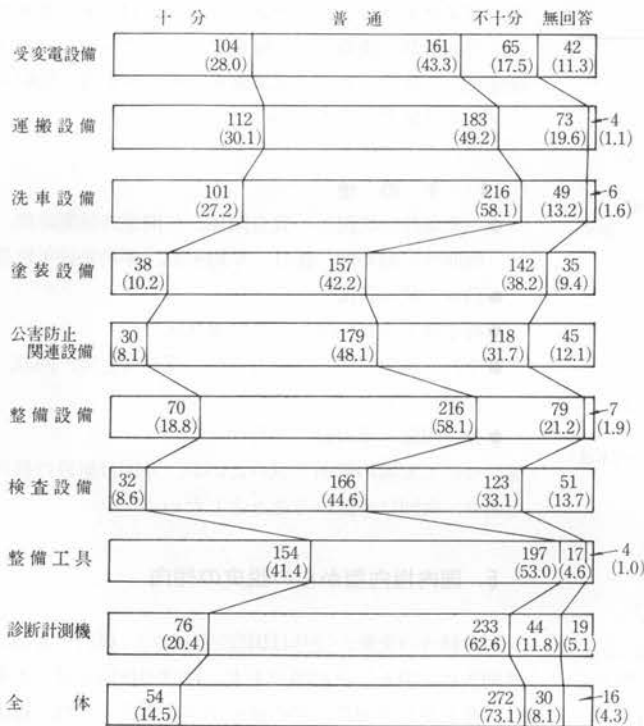 十分 普通 不十分 無回答
受変電設備 104 161 65 42
(28.0) (43.3) (17.5) (11.3)
運搬設備 112 183 73 4
(30.1) (49.2) (19.6) (1.1)
洗車設備 101 216 49 6
(27.2) (58.1) (13.2) (1.6)
塗装設備 38 157 142 35
(10.2) (42.2) (38.2) (9.4)
公害防止 30 179 118 45
関連設備 (8.1) (48.1) (31.7) (12.1)
整備設備 70 216 79 7
(18.8) (58.1) (21.2) (1.9)
検査設備 32 166 123 51
(8.6) (44.6) (33.1) (13.7)
整備工具 154 197 17 4
(41.4) (53.0) (4.6) (1.0)
診断計測機 76 233 44 19
(20.4) (62.6) (11.8) (5.1)
全体 54 272 30 16
(14.5) (73.1) (8.1) (4.3)